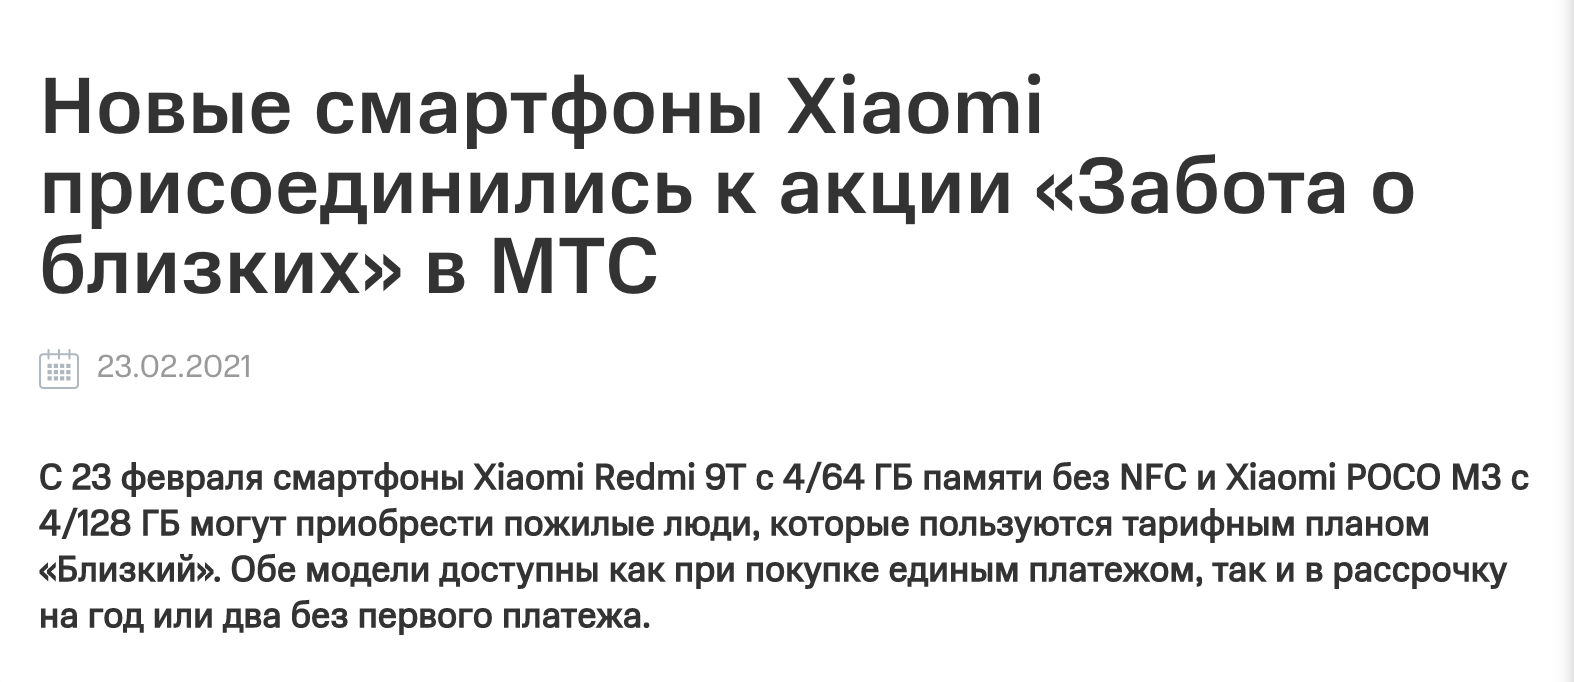 Новые смартфоны Xiaomi
присоединились к акции «Забота о
близких» в МТС
23.02.2021
С 23 февраля смартфоны Xiaomi Redmi 9T с 4/64 ГБ памяти без NFC и Xiaomi POCO M3 с
4/128 ГБ могут приобрести пожилые люди, которые пользуются тарифным планом
«Близкий». Обе модели доступны как при покупке единым платежом, так и в рассрочку
на год или два без первого платежа.